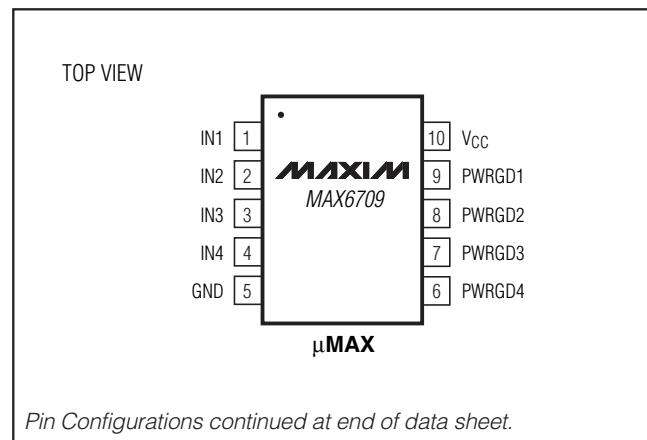 TOP VIEW
IN1 1 10 VCC
IN2 2 MAXIM 9 PWRGD1
MAX6709
IN3 3 8 PWRGD2
IN4 4 7 PWRGD3
GND 5 6 PWRGD4
µMAX
Pin Configurations continued at end of data sheet.